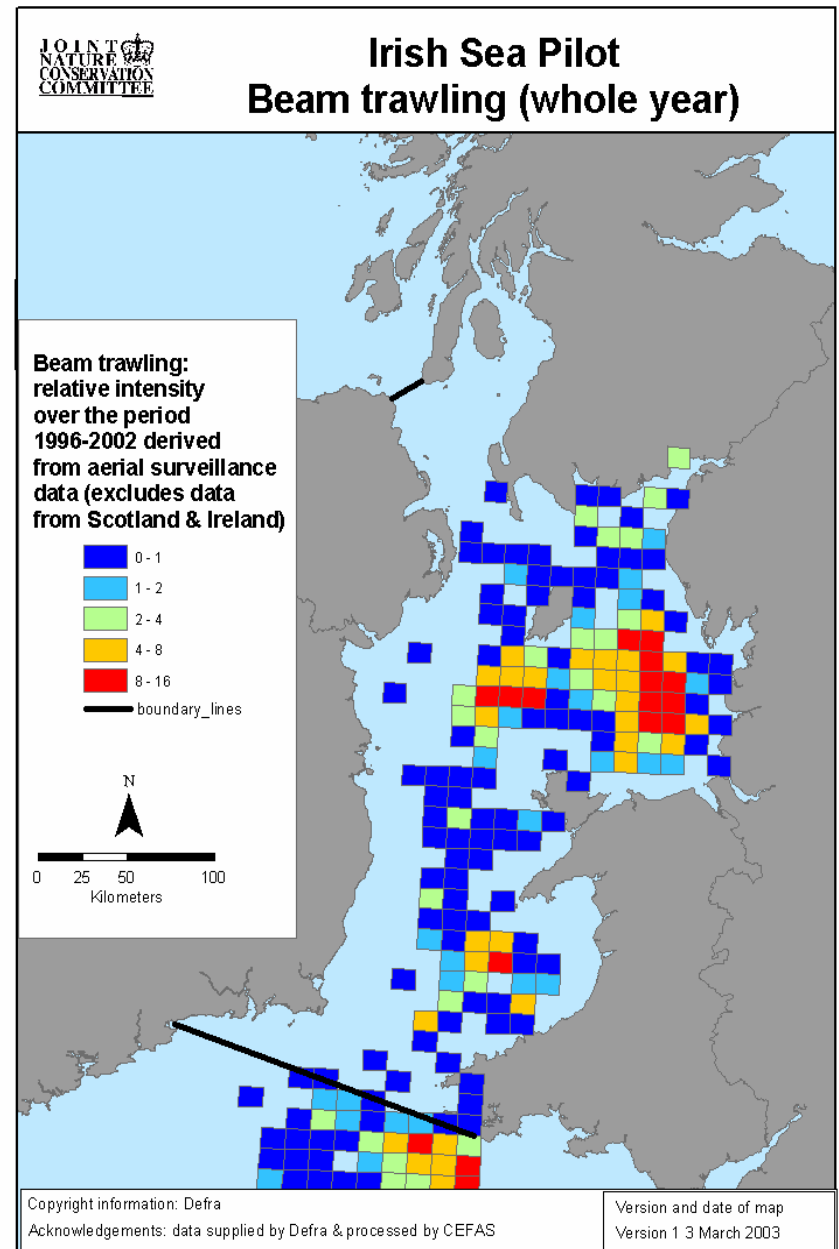 JOINT
NATURE
CONSERVATION
COMMITTEE
Irish Sea Pilot
Beam trawling (whole year)
Beam trawling:
relative intensity
over the period
1996-2002 derived
from aerial surveillance
data (excludes data
from Scotland & Ireland)
0 - 1
1 - 2
2 - 4
4 - 8
8 - 16
boundary_lines
N
0 25 50 100
Kilometers
Copyright information: Defra
Acknowledgements: data supplied by Defra & processed by CEFAS
Version and date of map
Version 1 3 March 2003